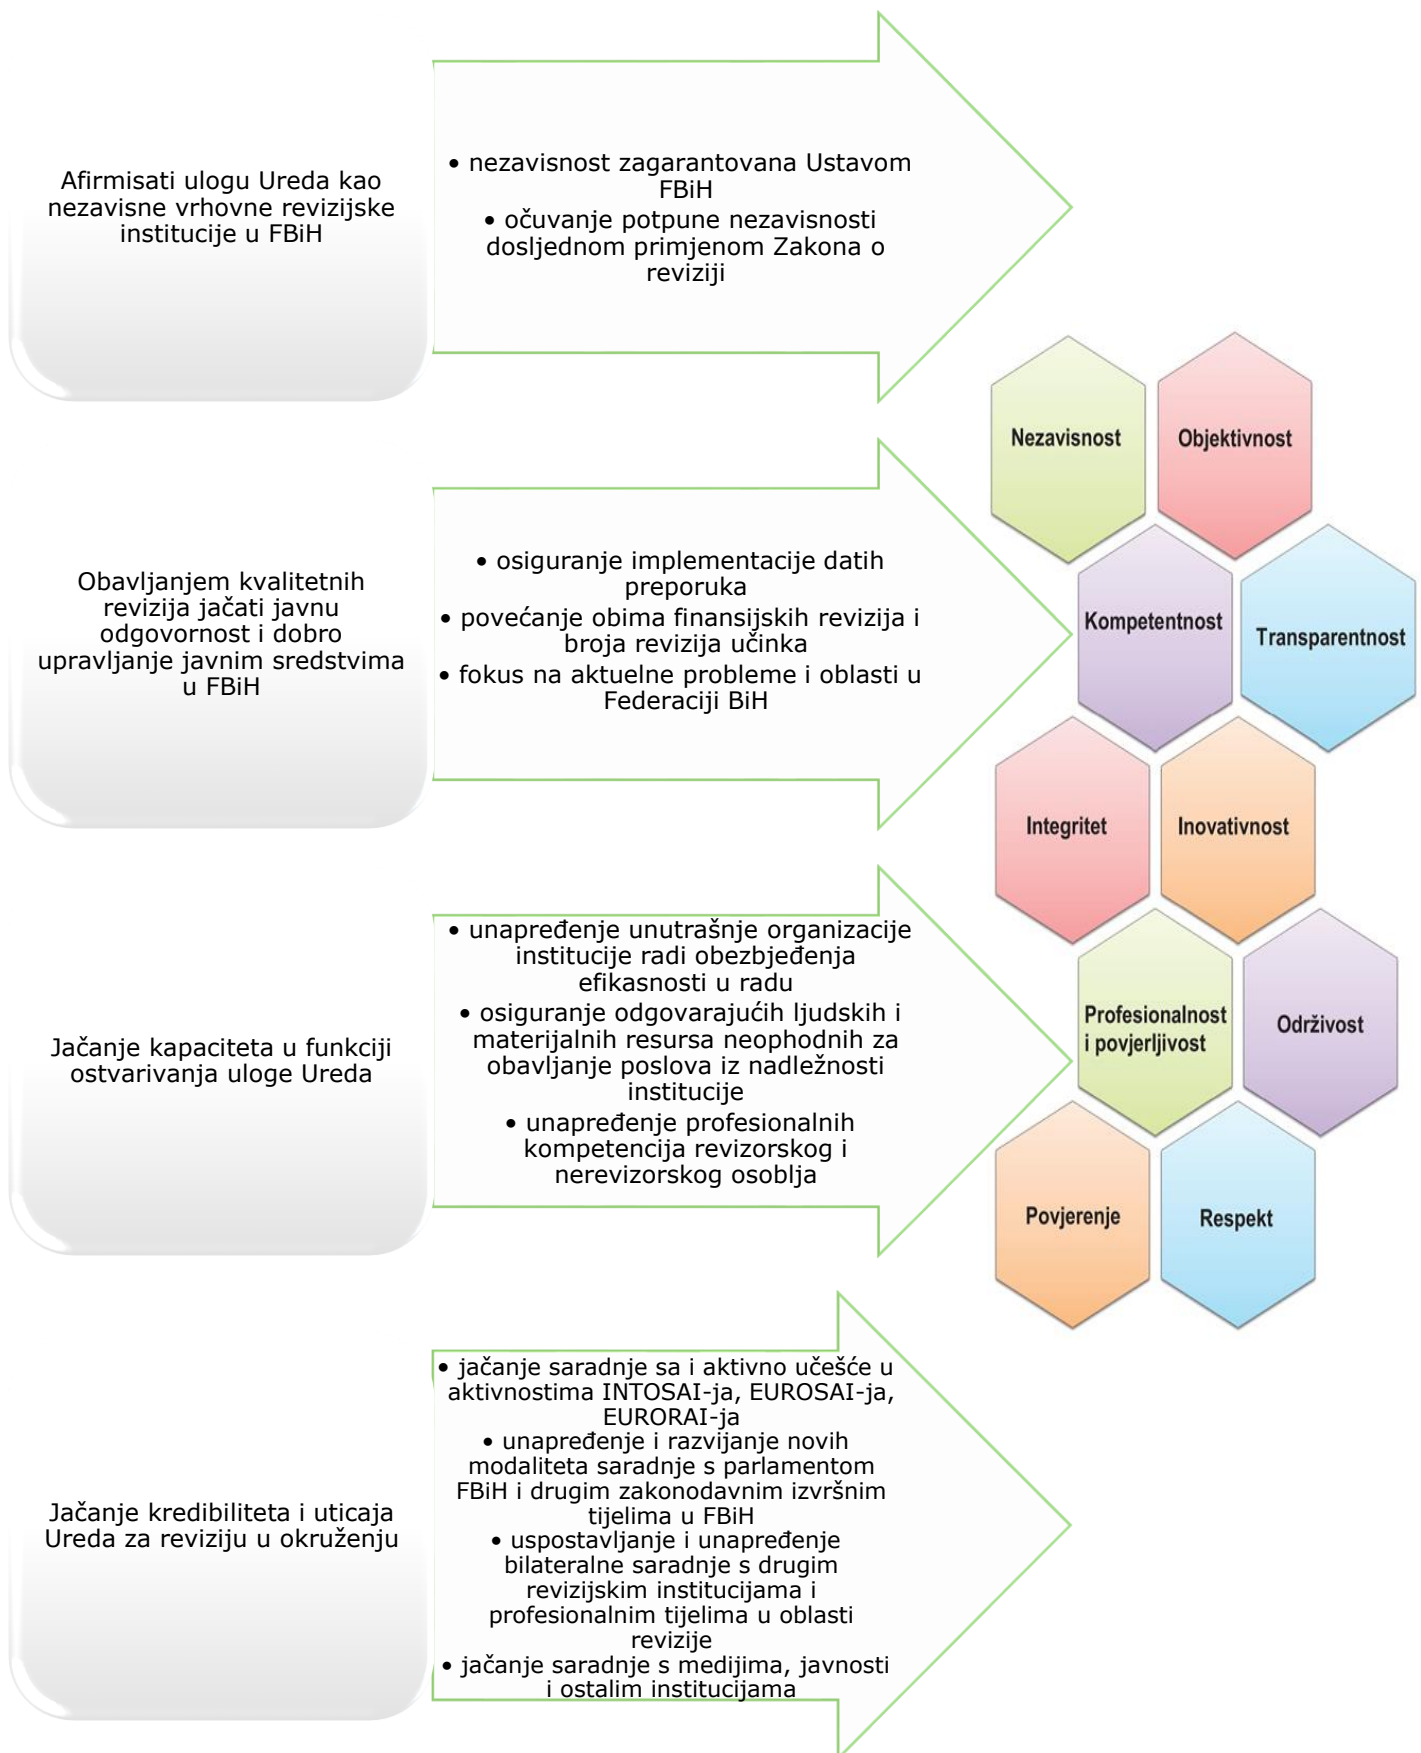 Afirmisati ulogu Ureda kao
nezavisne vrhovne revizijske
institucije u FBiH
• nezavisnost zagarantovana Ustavom
FBiH
• očuvanje potpune nezavisnosti
dosljednom primjenom Zakona o
reviziji
Obavljanjem kvalitetnih
revizija jačati javnu
odgovornost i dobro
upravljanje javnim sredstvima
u FBiH
• osiguranje implementacije datih
preporuka
• povećanje obima finansijskih revizija i
broja revizija učinka
• fokus na aktuelne probleme i oblasti u
Federaciji BiH
Jačanje kapaciteta u funkciji
ostvarivanja uloge Ureda
• unapređenje unutrašnje organizacije
institucije radi obezbjeđenja
efikasnosti u radu
• osiguranje odgovarajućih ljudskih i
materijalnih resursa neophodnih za
obavljanje poslova iz nadležnosti
institucije
• unapređenje profesionalnih
kompetencija revizorskog i
nerevizorskog osoblja
Jačanje kredibiliteta i uticaja
Ureda za reviziju u okruženju
• jačanje saradnje sa i aktivno učešće u
aktivnostima INTOSAI-ja, EUROSAI-ja,
EURORAI-ja
• unapređenje i razvijanje novih
modaliteta saradnje s parlamentom
FBiH i drugim zakonodavnim izvršnim
tijelima u FBiH
• uspostavljanje i unapređenje
bilateralne saradnje s drugim
revizijskim institucijama i
profesionalnim tijelima u oblasti
revizije
• jačanje saradnje s medijima, javnosti
i ostalim institucijama
Nezavisnost
Objektivnost
Kompetentnost
Transparentnost
Integritet
Inovativnost
Profesionalnost
i povjerljivost
Održivost
Povjerenje
Respekt